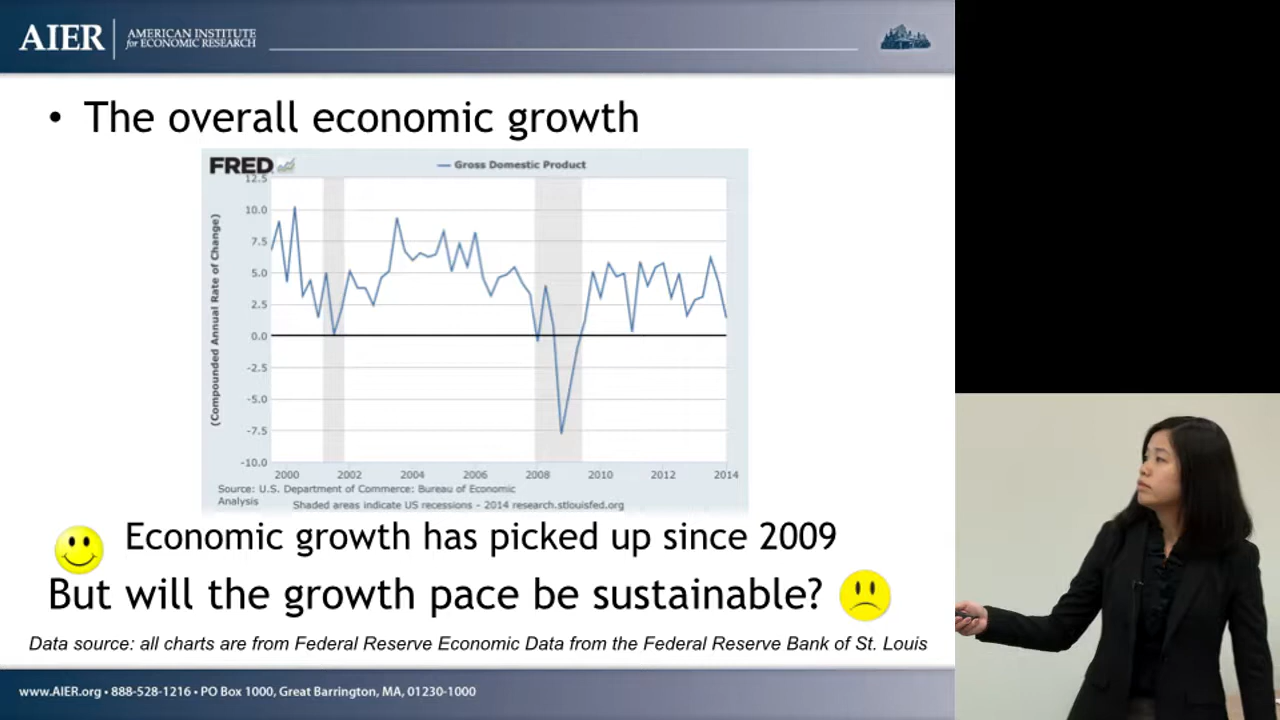 AIER
AMERICAN INSTITUTE
for ECONOMIC RESEARCH
• The overall economic growth
FRED
Gross Domestic Product
(Compounded Annual Rate of Change)
12.5
10.0
7.5
5.0
2.5
0.0
-2.5
-5.0
-7.5
-10.0
2000 2002 2004 2006 2008 2010 2012 2014
Source: U.S. Department of Commerce: Bureau of Economic
Analysis
Shaded areas indicate US recessions - 2014 research.stlouisfed.org
Economic growth has picked up since 2009
But will the growth pace be sustainable?
Data source: all charts are from Federal Reserve Economic Data from the Federal Reserve Bank of St. Louis
www.AIER.org • 888-528-1216 • PO Box 1000, Great Barrington, MA, 01230-1000